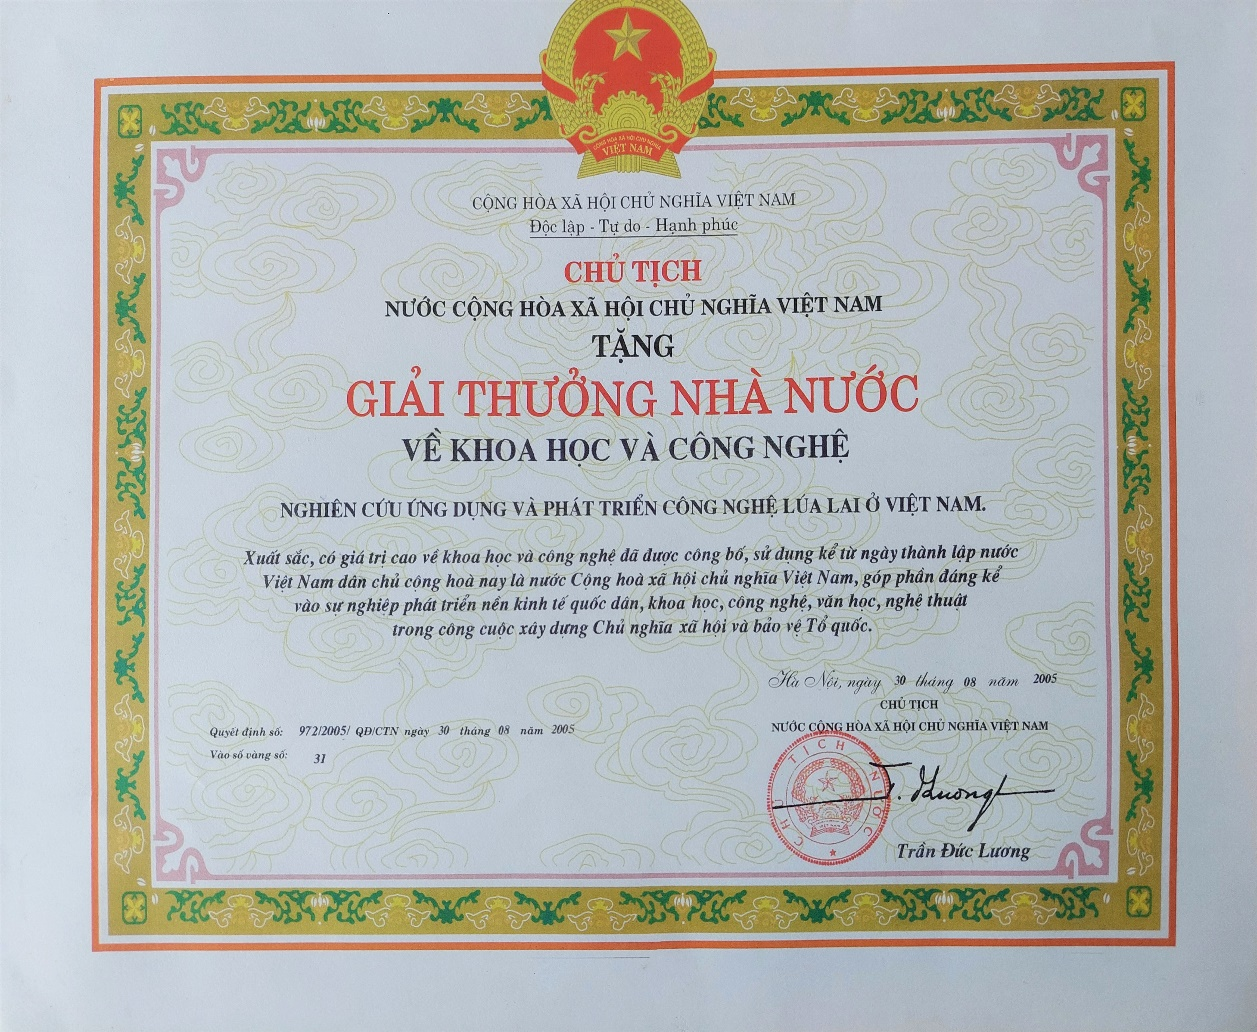 CỘNG HÒA XÃ HỘI CHỦ NGHĨA
VIỆT NAM
CỘNG HÒA XÃ HỘI CHỦ NGHĨA VIỆT NAM
Độc lập - Tự do - Hạnh phúc
CHỦ TỊCH
NƯỚC CỘNG HÒA XÃ HỘI CHỦ NGHĨA VIỆT NAM
TẶNG
GIẢI THƯỞNG NHÀ NƯỚC
VỀ KHOA HỌC VÀ CÔNG NGHỆ
NGHIÊN CỨU ỨNG DỤNG VÀ PHÁT TRIỂN CÔNG NGHỆ LÚA LAI Ở VIỆT NAM.
Xuất sắc, có giá trị cao về khoa học và công nghệ đã được công bố, sử dụng kể từ ngày thành lập nước
Việt Nam dân chủ cộng hoà nay là nước Cộng hoà xã hội chủ nghĩa Việt Nam, góp phần đáng kể
vào sự nghiệp phát triển nền kinh tế quốc dân, khoa học, công nghệ, văn học, nghệ thuật
trong công cuộc xây dựng Chủ nghĩa xã hội và bảo vệ Tổ quốc.
Hà Nội, ngày 30 tháng 08 năm 2005
CHỦ TỊCH
NƯỚC CỘNG HÒA XÃ HỘI CHỦ NGHĨA VIỆT NAM
Quyết định số: 972/2005/ QĐ/CTN ngày 30 tháng 08 năm 2005
Vào sổ vàng số: 31
CHỦ TỊCH NƯỚC
Trần Đức Lương